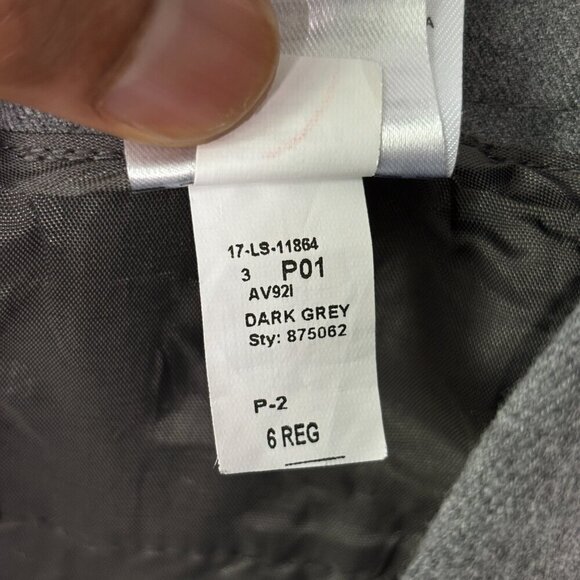 A
17-LS-11864
3 P01
AV92I
DARK GREY
Sty: 875062
P-2
6 REG